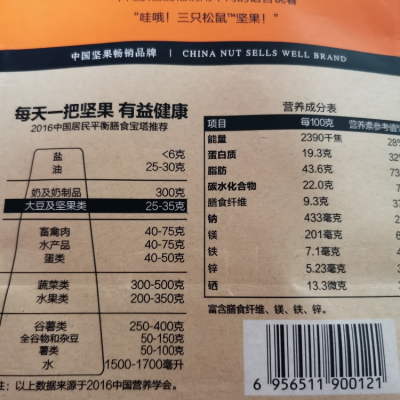 “哇哦！三只松鼠™坚果！”
中国坚果畅销品牌 | CHINA NUT SELLS WELL BRAND
每天一把坚果 有益健康
2016中国居民平衡膳食宝塔推荐
盐 <6克
油 25-30克
奶及奶制品 300克
大豆及坚果类 25-35克
畜禽肉 40-75克
水产品 40-75克
蛋类 40-50克
蔬菜类 300-500克
水果类 200-350克
谷薯类 250-400克
全谷物和杂豆 50-150克
薯类 50-100克
水 1500-1700毫升
注：以上数据来源于2016中国营养学会。
营养成分表
项目 每100克 营养素参考值%
能量 2390千焦 28%
蛋白质 19.3克 32%
脂肪 43.6克 73
碳水化合物 22.0克 7
膳食纤维 9.3克 37
钠 433毫克 2
镁 201毫克 6
铁 7.1毫克 4
锌 5.23毫克 3
硒 13.3微克
富含膳食纤维、镁、铁、锌。
6 956511 900121